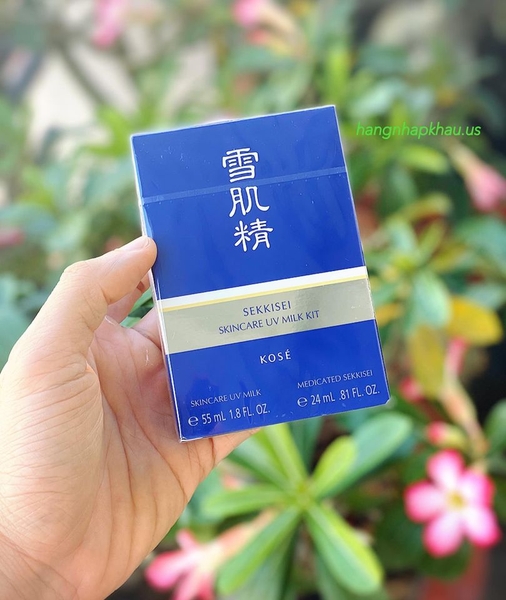 hangnhapkhau.us
雪
肌
精
SEKKISEI
SKINCARE UV MILK KIT
KOSÉ
SKINCARE UV MILK
℮ 55 mL 1.8 FL. OZ.
MEDICATED SEKKISEI
℮ 24 mL .81 FL. OZ.